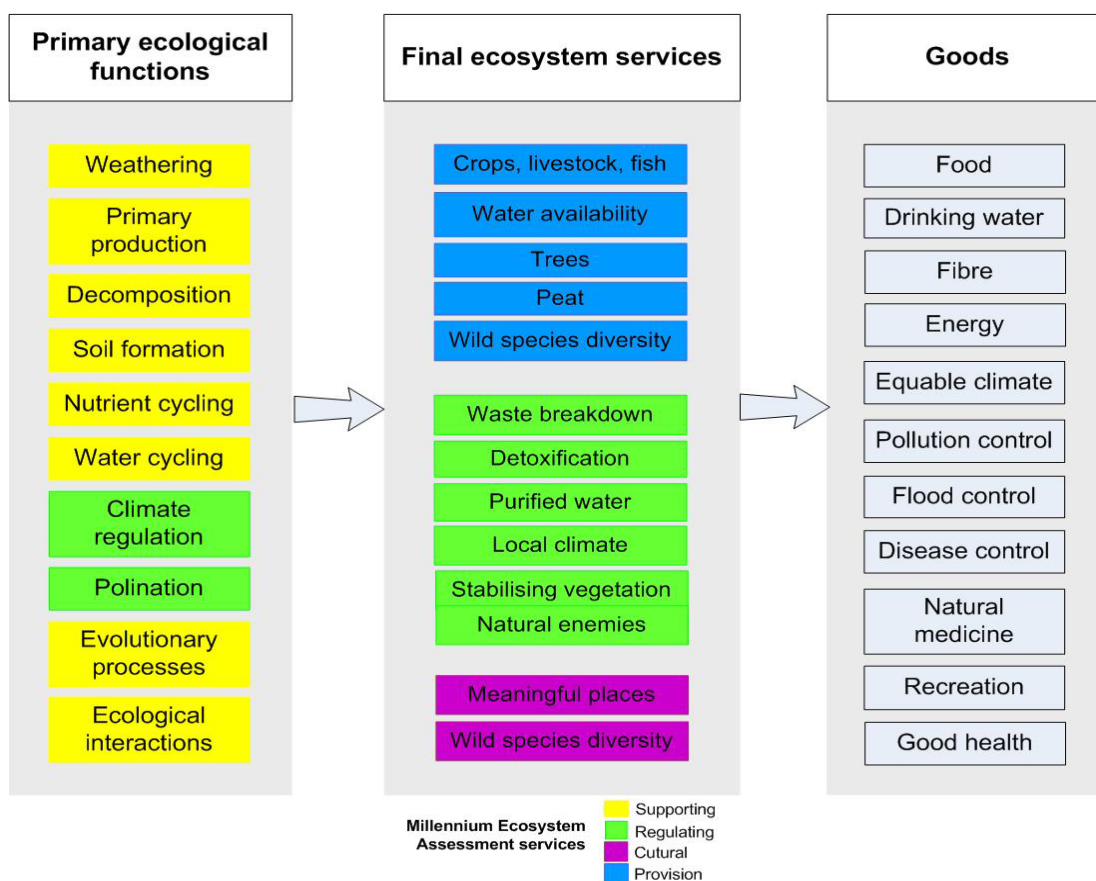 Primary ecological
functions
Weathering
Primary
production
Decomposition
Soil formation
Nutrient cycling
Water cycling
Climate
regulation
Polination
Evolutionary
processes
Ecological
interactions
Final ecosystem services
Crops, livestock, fish
Water availability
Trees
Peat
Wild species diversity
Waste breakdown
Detoxification
Purified water
Local climate
Stabilising vegetation
Natural enemies
Meaningful places
Wild species diversity
Goods
Food
Drinking water
Fibre
Energy
Equable climate
Pollution control
Flood control
Disease control
Natural
medicine
Recreation
Good health
Millennium Ecosystem
Assessment services
Supporting
Regulating
Cutural
Provision